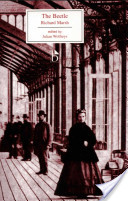 The Beetle
Richard Marsh
edited by
Julian Wolfreys
b